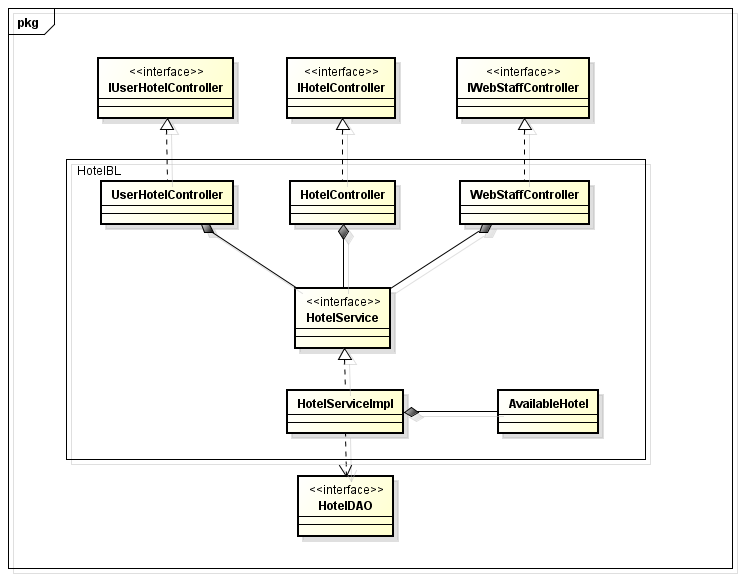 pkg
<<interface>>
IUserHotelController
<<interface>>
IHotelController
<<interface>>
IWebStaffController
HotelBL
UserHotelController
HotelController
WebStaffController
<<interface>>
HotelService
HotelServiceImpl
AvailableHotel
<<interface>>
HotelDAO